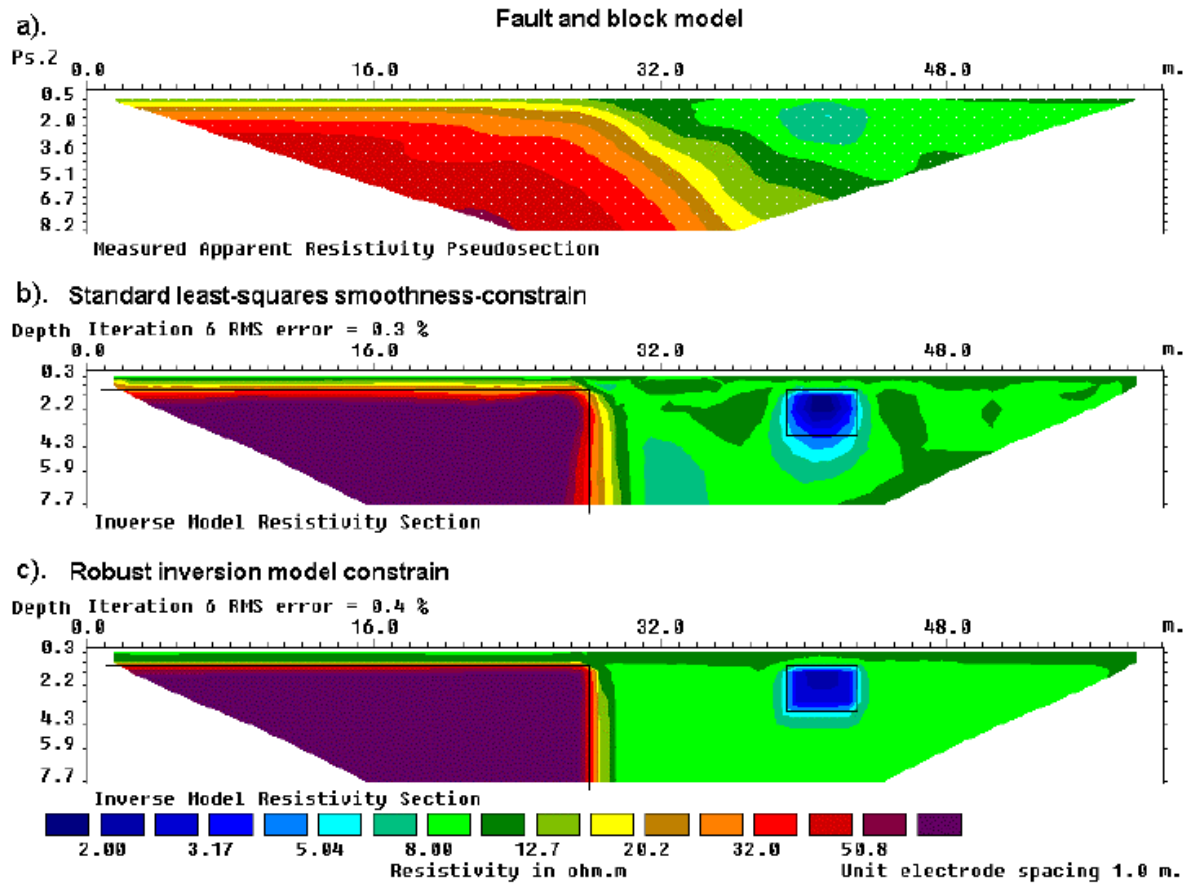 Fault and block model
a).
Ps.Z 0.0 16.0 32.0 48.0 m.
0.5
2.0
3.6
5.1
6.7
8.2
Measured Apparent Resistivity Pseudosection
b). Standard least-squares smoothness-constrain
Depth Iteration 6 RMS error = 0.3 %
0.0 16.0 32.0 48.0 m.
0.3
2.2
4.3
5.9
7.7
Inverse Model Resistivity Section
c). Robust inversion model constrain
Depth Iteration 6 RMS error = 0.4 %
0.0 16.0 32.0 48.0 m.
0.3
2.2
4.3
5.9
7.7
Inverse Model Resistivity Section
2.00 3.17 5.04 8.00 12.7 20.2 32.0 50.8
Resistivity in ohm.m Unit electrode spacing 1.0 m.